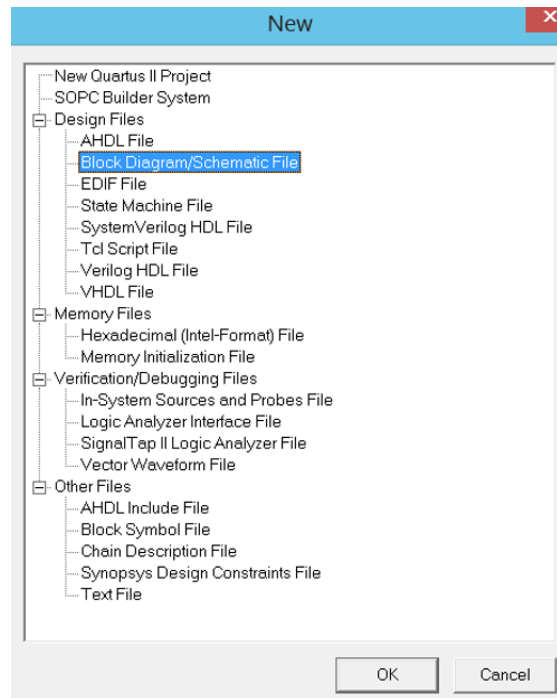 New
New Quartus II Project
SOPC Builder System
Design Files
AHDL File
Block Diagram/Schematic File
EDIF File
State Machine File
SystemVerilog HDL File
Tcl Script File
Verilog HDL File
VHDL File
Memory Files
Hexadecimal (Intel-Format) File
Memory Initialization File
Verification/Debugging Files
In-System Sources and Probes File
Logic Analyzer Interface File
SignalTap II Logic Analyzer File
Vector Waveform File
Other Files
AHDL Include File
Block Symbol File
Chain Description File
Synopsys Design Constraints File
Text File
OK Cancel